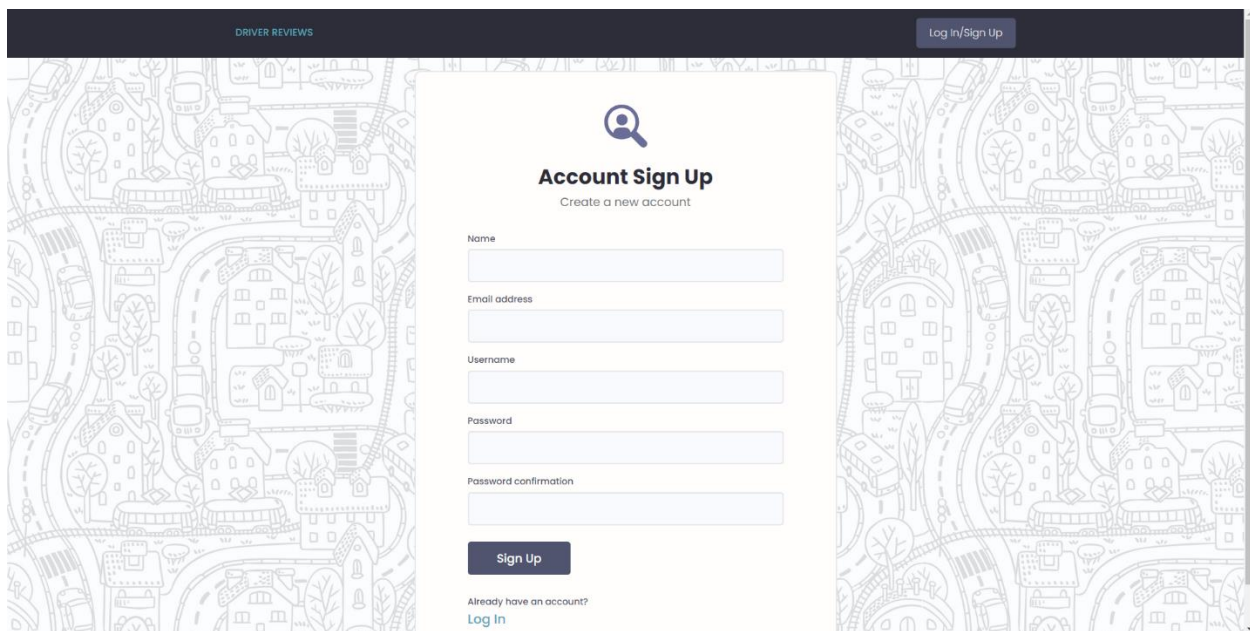 DRIVER REVIEWS
Log In/Sign Up
Account Sign Up
Create a new account
Name
Email address
Username
Password
Password confirmation
Sign Up
Already have an account?
Log In